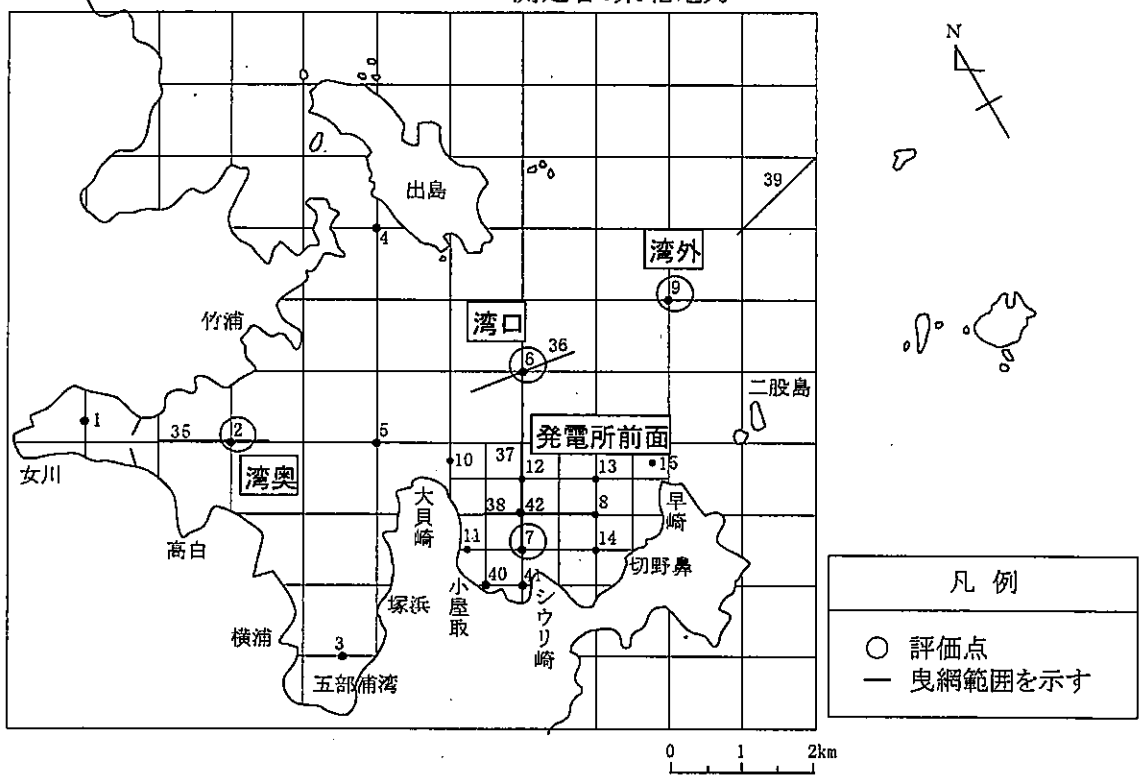 N
39
出島
4
湾外
9
竹浦
湾口
36
6
二股島
1
35
2
5
発電所前面
10
37
12
13
15
女川
湾奥
大貝崎
38
42
8
早崎
高白
11
7
14
切野鼻
40
41
塚浜
小屋取
シウリ崎
凡例
横浦
3
五部浦湾
○ 評価点
― 曳網範囲を示す
0 1 2km